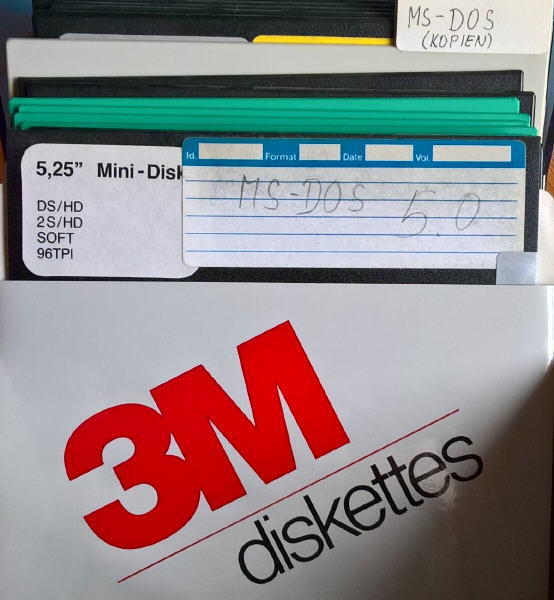 MS-DOS
(KOPIEN)
Id. Format Date Vol.
5,25” Mini-Disk
MS-DOS 5.0
DS/HD
2S/HD
SOFT
96TPI
3M
diskettes